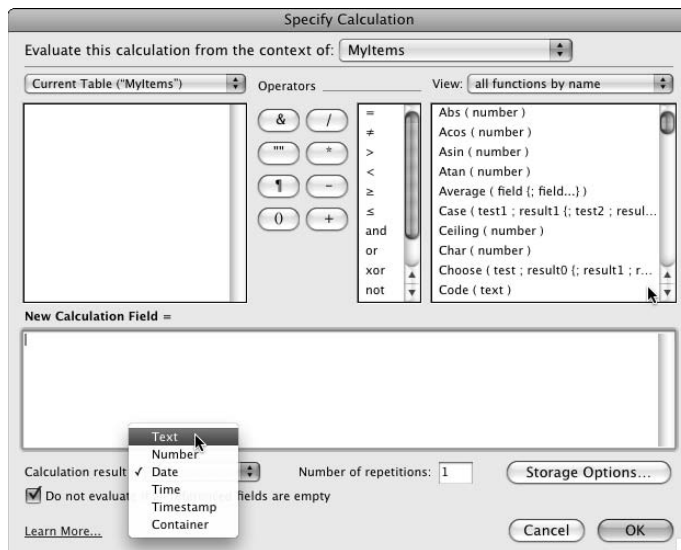 Specify Calculation
Evaluate this calculation from the context of: MyItems
Current Table ("MyItems")
Operators
View: all functions by name
& /
"" *
¶ -
() +
=
≠
>
<
≥
≤
and
or
xor
not
Abs ( number )
Acos ( number )
Asin ( number )
Atan ( number )
Average ( field {; field...} )
Case ( test1 ; result1 {; test2 ; resul...
Ceiling ( number )
Char ( number )
Choose ( test ; result0 {; result1 ; r...
Code ( text )
New Calculation Field =
Text
Number
Calculation result ✓ Date
Number of repetitions: 1
Storage Options...
Time
Do not evaluat fields are empty
Timestamp
Container
Learn More...
Cancel
OK